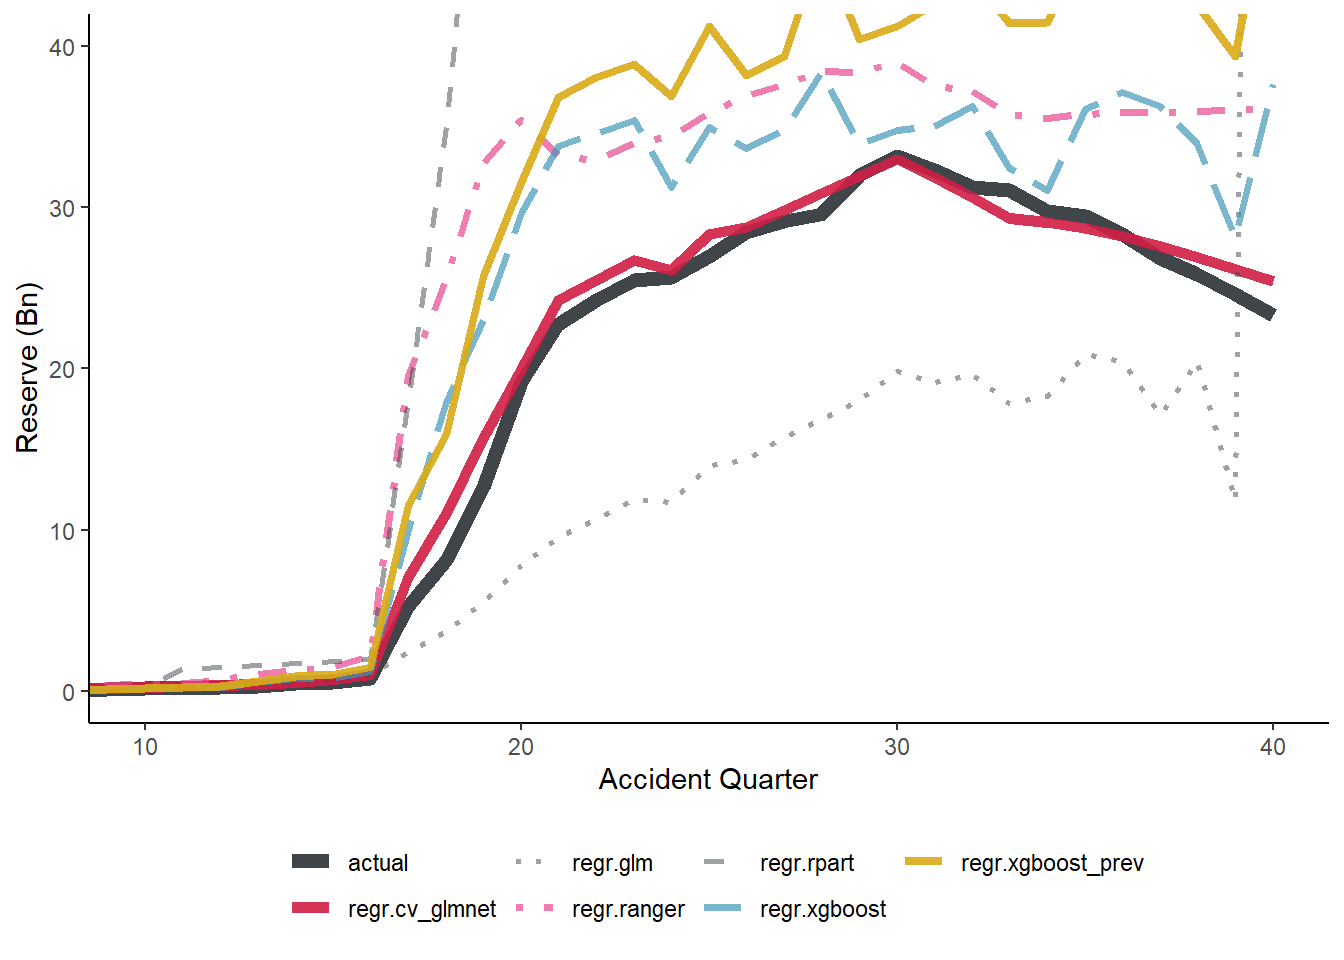 40
30
20
10
0
Reserve (Bn)
10 20 30 40
Accident Quarter
actual regr.glm regr.rpart regr.xgboost_prev
regr.cv_glmnet regr.ranger regr.xgboost